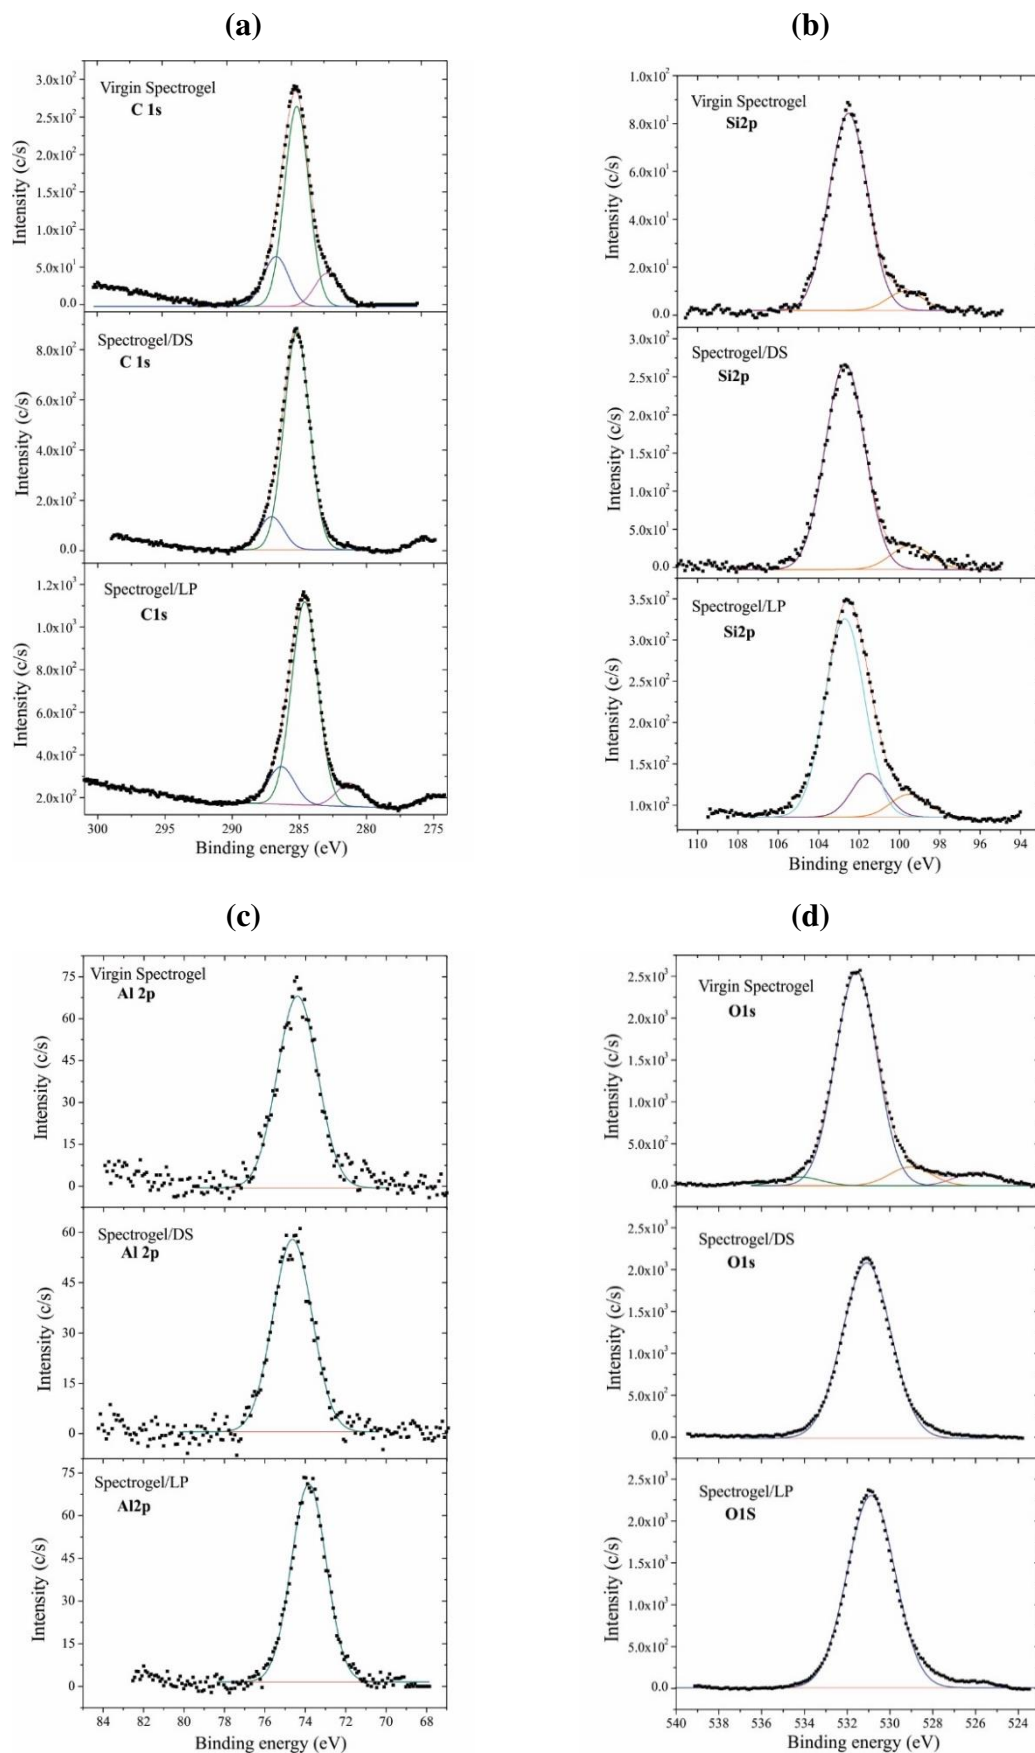 (a)
Virgin Spectrogel
C 1s
Intensity (c/s)
3.0x10²
2.5x10²
2.0x10²
1.5x10²
1.0x10²
5.0x10¹
0.0
Spectrogel/DS
C 1s
Intensity (c/s)
8.0x10²
6.0x10²
4.0x10²
2.0x10²
0.0
Spectrogel/LP
C1s
Intensity (c/s)
1.2x10³
1.0x10³
8.0x10²
6.0x10²
4.0x10²
2.0x10²
300 295 290 285 280 275
Binding energy (eV)
(b)
Virgin Spectrogel
Si2p
Intensity (c/s)
1.0x10²
8.0x10¹
6.0x10¹
4.0x10¹
2.0x10¹
0.0
Spectrogel/DS
Si2p
Intensity (c/s)
3.0x10²
2.5x10²
2.0x10²
1.5x10²
1.0x10²
5.0x10¹
0.0
Spectrogel/LP
Si2p
Intensity (c/s)
3.5x10²
3.0x10²
2.5x10²
2.0x10²
1.5x10²
1.0x10²
110 108 106 104 102 100 98 96 94
Binding energy (eV)
(c)
Virgin Spectrogel
Al 2p
Intensity (c/s)
75
60
45
30
15
0
Spectrogel/DS
Al 2p
Intensity (c/s)
60
45
30
15
0
Spectrogel/LP
Al2p
Intensity (c/s)
75
60
45
30
15
0
84 82 80 78 76 74 72 70 68
Binding energy (eV)
(d)
Virgin Spectrogel
O1s
Intensity (c/s)
2.5x10³
2.0x10³
1.5x10³
1.0x10³
5.0x10²
0.0
Spectrogel/DS
O1s
Intensity (c/s)
2.5x10³
2.0x10³
1.5x10³
1.0x10³
5.0x10²
0.0
Spectrogel/LP
O1S
Intensity (c/s)
2.5x10³
2.0x10³
1.5x10³
1.0x10³
5.0x10²
0.0
540 538 536 534 532 530 528 526 524
Binding energy (eV)